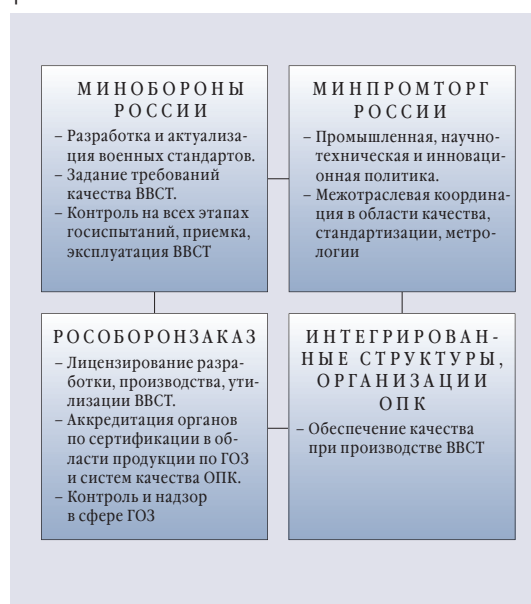 МИНОБОРОНЫ
РОССИИ
– Разработка и актуализа-
ция военных стандартов.
– Задание требований
качества ВВСТ.
– Контроль на всех этапах
госиспытаний, приемка,
эксплуатация ВВСТ
МИНПРОМТОРГ
РОССИИ
– Промышленная, научно-
техническая и инноваци-
онная политика.
– Межотраслевая координа-
ция в области качества,
стандартизации, метро-
логии
РОСОБОРОНЗАКАЗ
– Лицензирование разра-
ботки, производства, ути-
лизации ВВСТ.
– Аккредитация органов
по сертификации в об-
ласти продукции по ГОЗ
и систем качества ОПК.
– Контроль и надзор
в сфере ГОЗ
ИНТЕГРИРОВАН-
НЫЕ СТРУКТУРЫ,
ОРГАНИЗАЦИИ
ОПК
– Обеспечение качества
при производстве ВВСТ